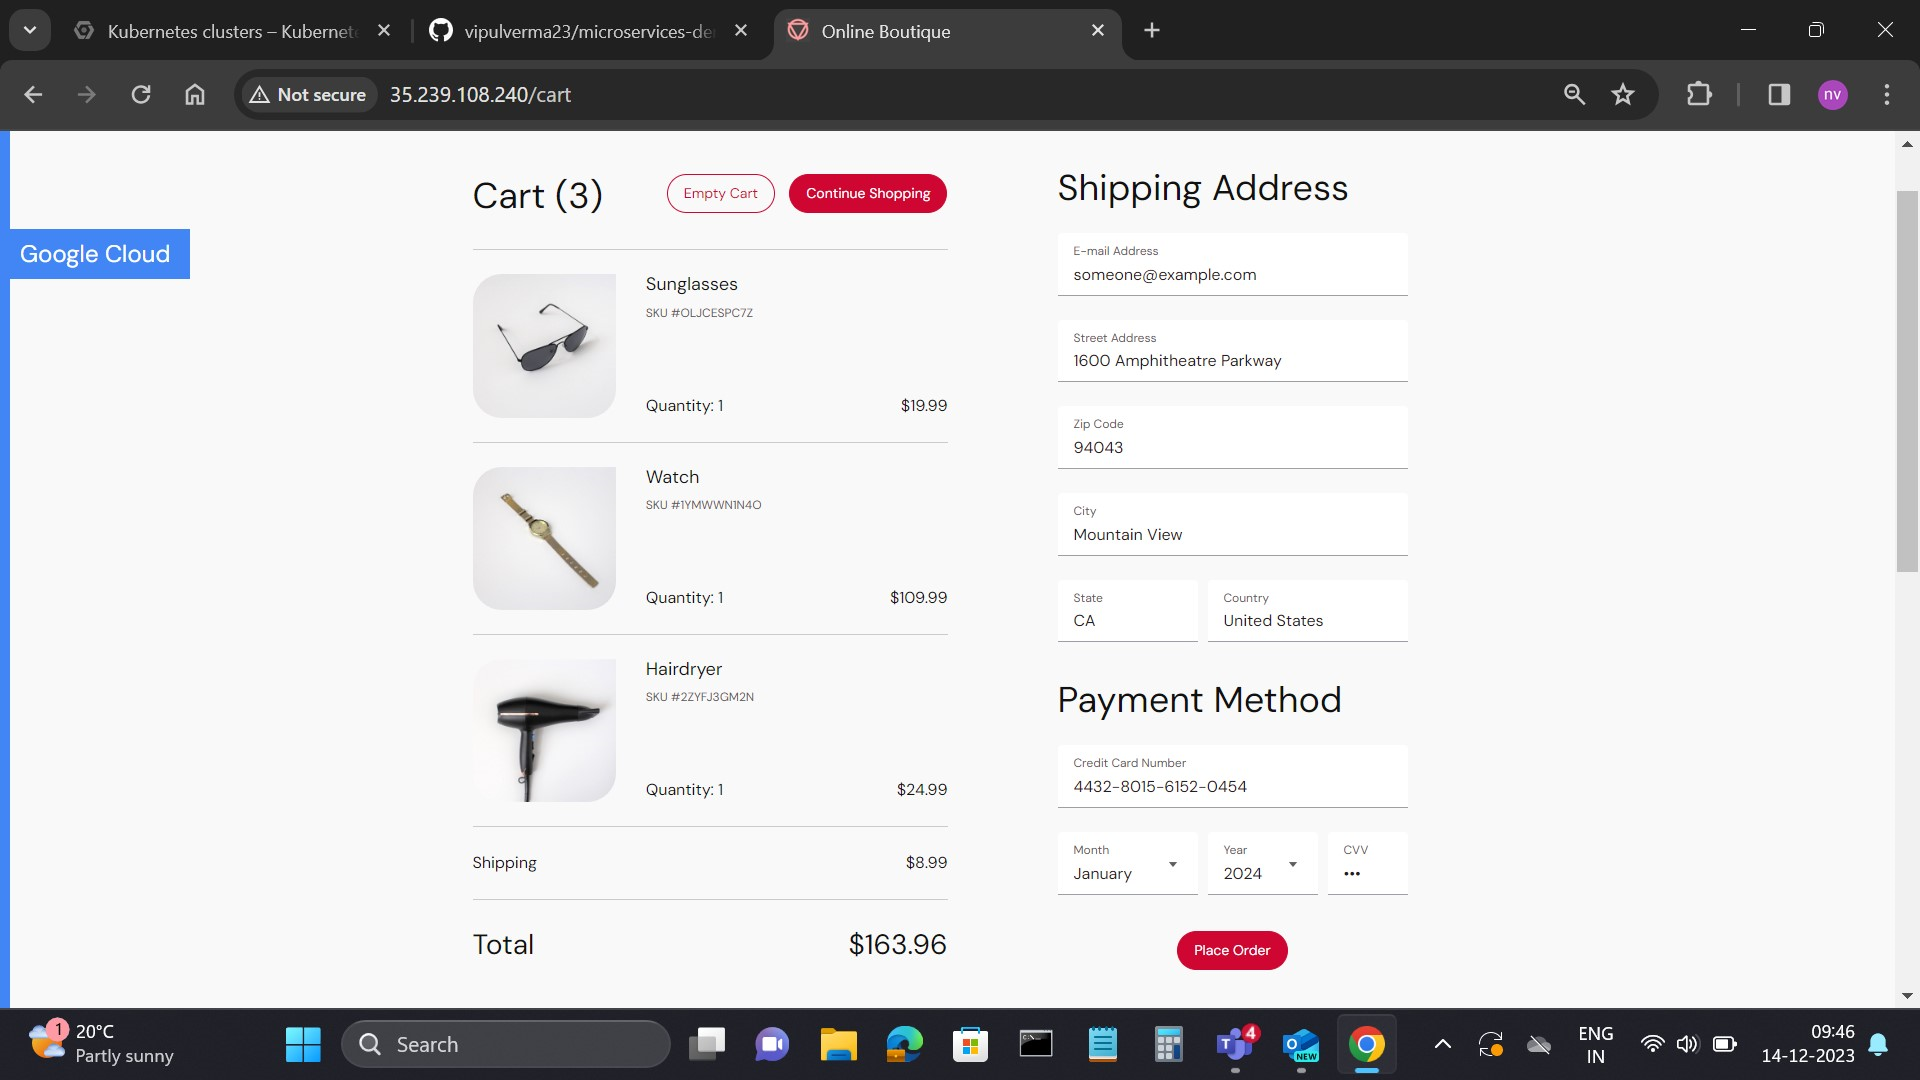 Kubernetes clusters – Kubernet
vipulverma23/microservices-de
Online Boutique
Not secure
35.239.108.240/cart
nv
Google Cloud
Cart (3)
Empty Cart
Continue Shopping
Sunglasses
SKU #OLJCESPC7Z
Quantity: 1
$19.99
Watch
SKU #1YMWWN1N4O
Quantity: 1
$109.99
Hairdryer
SKU #2ZYFJ3GM2N
Quantity: 1
$24.99
Shipping
$8.99
Total
$163.96
Shipping Address
E-mail Address
someone@example.com
Street Address
1600 Amphitheatre Parkway
Zip Code
94043
City
Mountain View
State
CA
Country
United States
Payment Method
Credit Card Number
4432-8015-6152-0454
Month
January
Year
2024
CVV
•••
Place Order
1
20°C
Partly sunny
Search
4
NEW
ENG
IN
09:46
14-12-2023